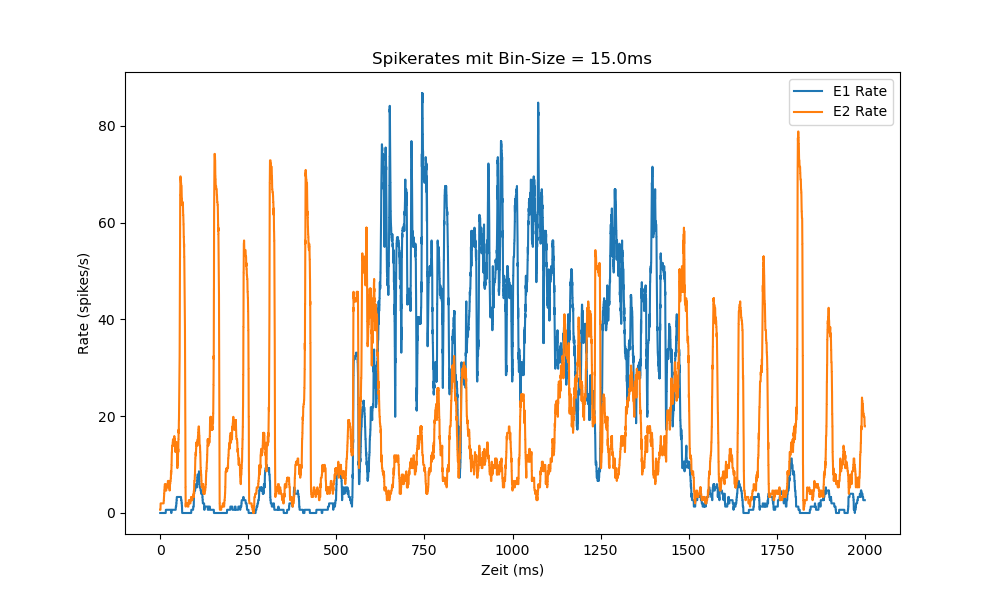 Spikerates mit Bin-Size = 15.0ms
E1 Rate
E2 Rate
Rate (spikes/s)
80
60
40
20
0
0 250 500 750 1000 1250 1500 1750 2000
Zeit (ms)